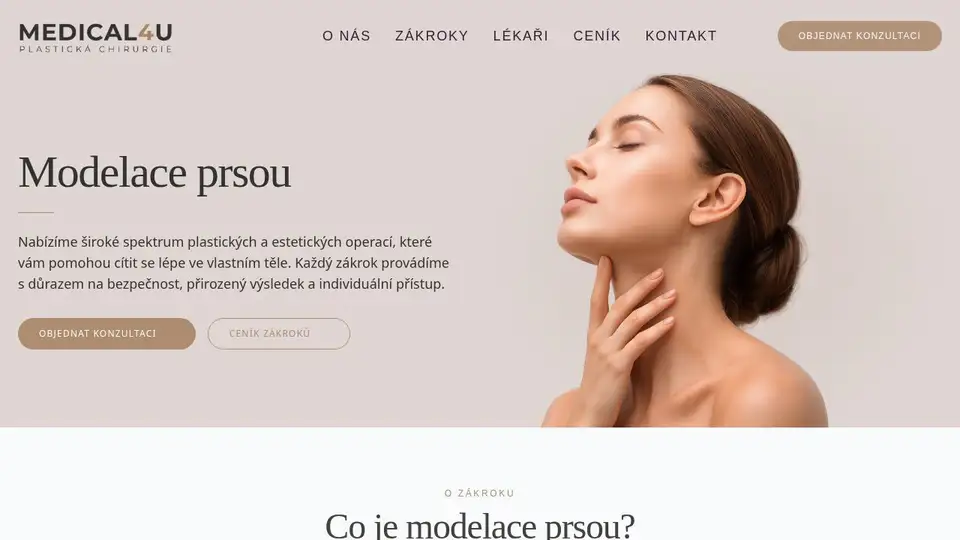 MEDICAL4U
PLASTICKÁ CHIRURGIE
O NÁS
ZÁKROKY
LÉKAŘI
CENÍK
KONTAKT
OBJEDNAT KONZULTACI
Modelace prsou
Nabízíme široké spektrum plastických a estetických operací, které
vám pomohou cítit se lépe ve vlastním těle. Každý zákrok provádíme
s důrazem na bezpečnost, přirozený výsledek a individuální přístup.
OBJEDNAT KONZULTACI
CENÍK ZÁKROKŮ
O ZÁKROKU
Co je modelace prsou?